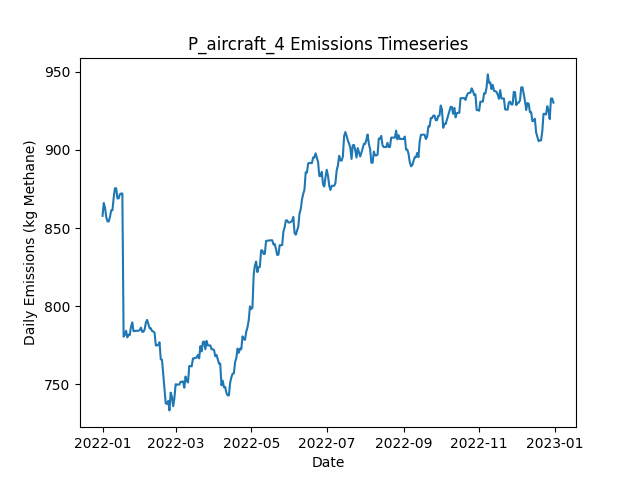 P_aircraft_4 Emissions Timeseries
950
900
850
800
750
Daily Emissions (kg Methane)
2022-01 2022-03 2022-05 2022-07 2022-09 2022-11 2023-01
Date